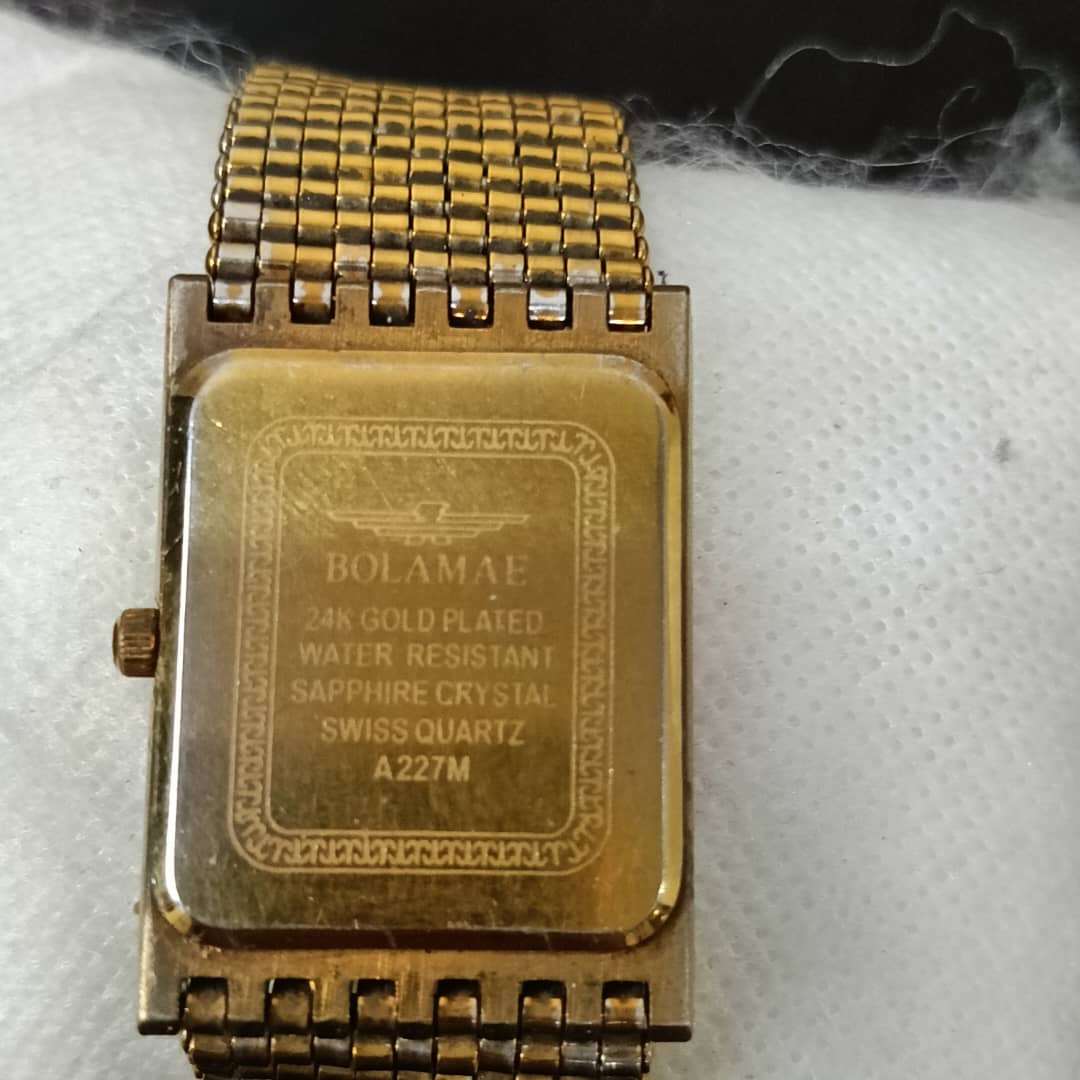 BOLAMAE
24K GOLD PLATED
WATER RESISTANT
SAPPHIRE CRYSTAL
SWISS QUARTZ
A227M